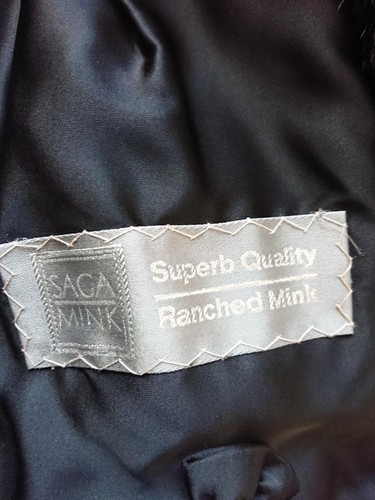 SAGA
MINK
Superb Quality
Ranched Mink